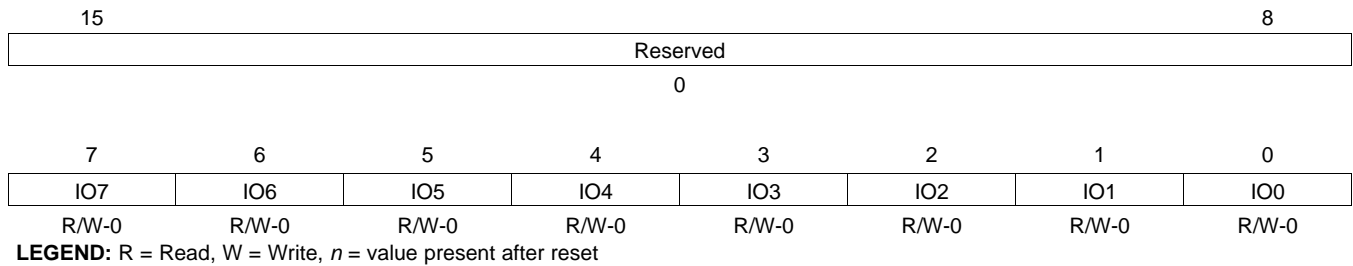 15 8
Reserved
0
7 6 5 4 3 2 1 0
IO7 IO6 IO5 IO4 IO3 IO2 IO1 IO0
R/W-0 R/W-0 R/W-0 R/W-0 R/W-0 R/W-0 R/W-0 R/W-0
LEGEND: R = Read, W = Write, n = value present after reset